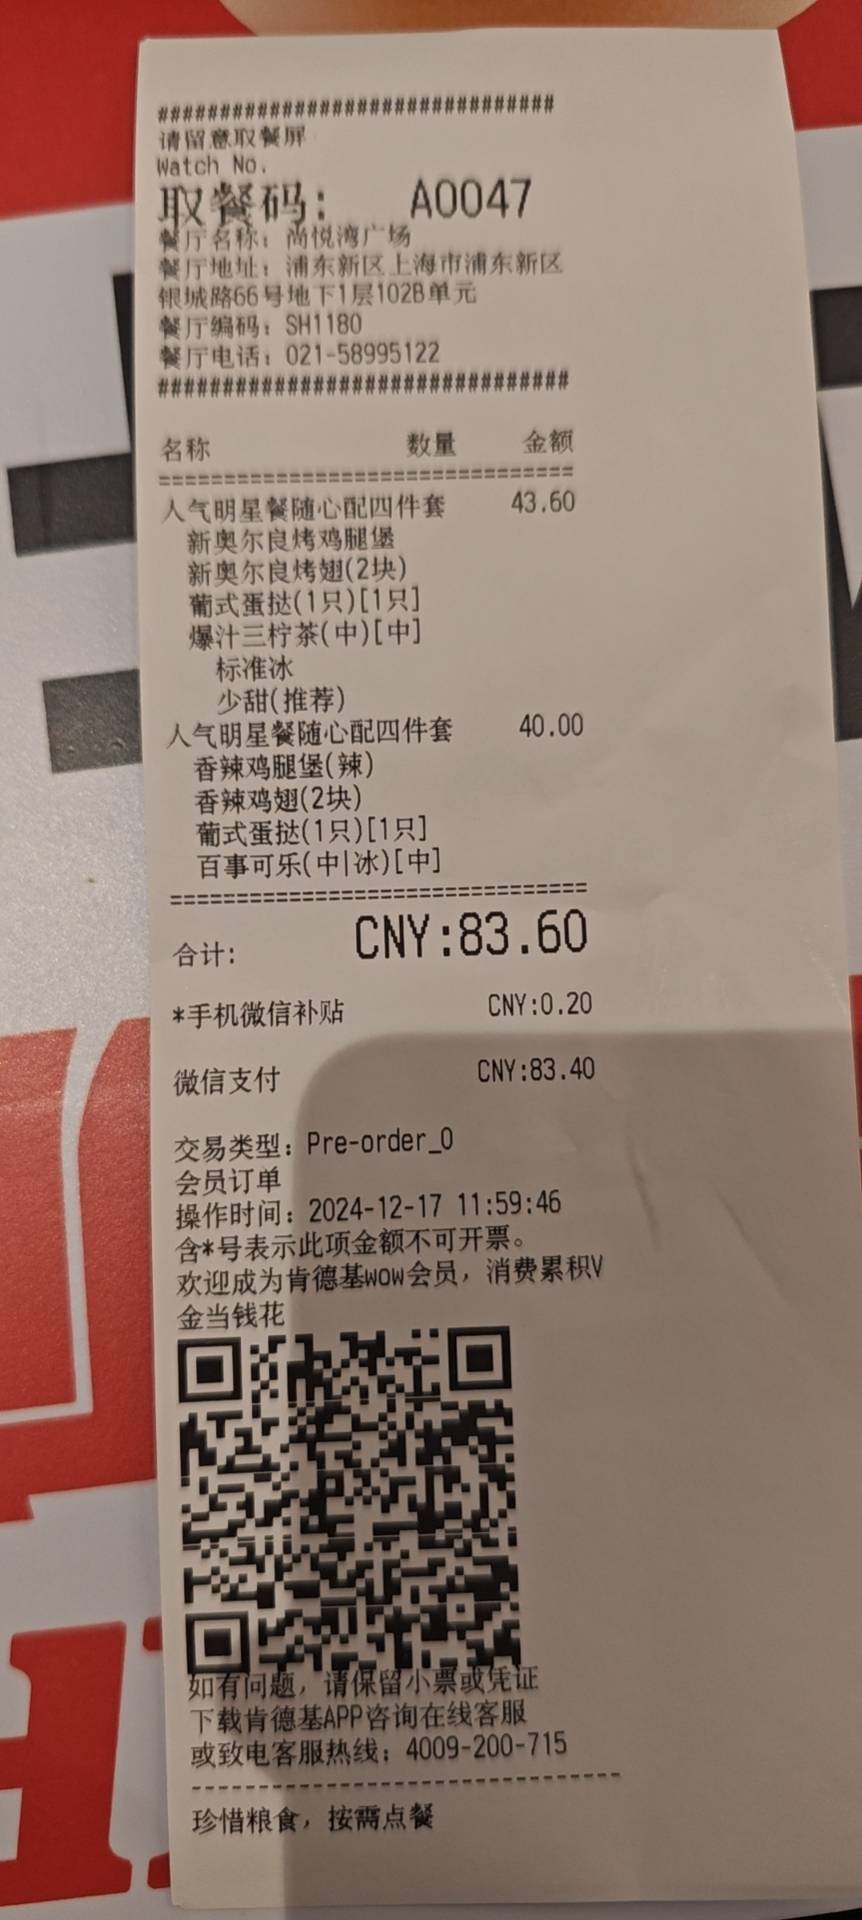 ################################
请留意取餐屏
Watch No.
取餐码: A0047
餐厅名称: 尚悦湾广场
餐厅地址: 浦东新区上海市浦东新区
银城路66号地下1层102B单元
餐厅编码: SH1180
餐厅电话: 021-58995122
################################
名称 数量 金额
================================
人气明星餐随心配四件套 43.60
新奥尔良烤鸡腿堡
新奥尔良烤翅(2块)
葡式蛋挞(1只)[1只]
爆汁三柠茶(中)[中]
标准冰
少甜(推荐)
人气明星餐随心配四件套 40.00
香辣鸡腿堡(辣)
香辣鸡翅(2块)
葡式蛋挞(1只)[1只]
百事可乐(中|冰)[中]
================================
合计: CNY:83.60
*手机微信补贴 CNY:0.20
微信支付 CNY:83.40
交易类型: Pre-order_0
会员订单
操作时间: 2024-12-17 11:59:46
含*号表示此项金额不可开票。
欢迎成为肯德基wow会员, 消费累积V
金当钱花
如有问题, 请保留小票或凭证
下载肯德基APP咨询在线客服
或致电客服热线: 4009-200-715
--------------------------------
珍惜粮食, 按需点餐